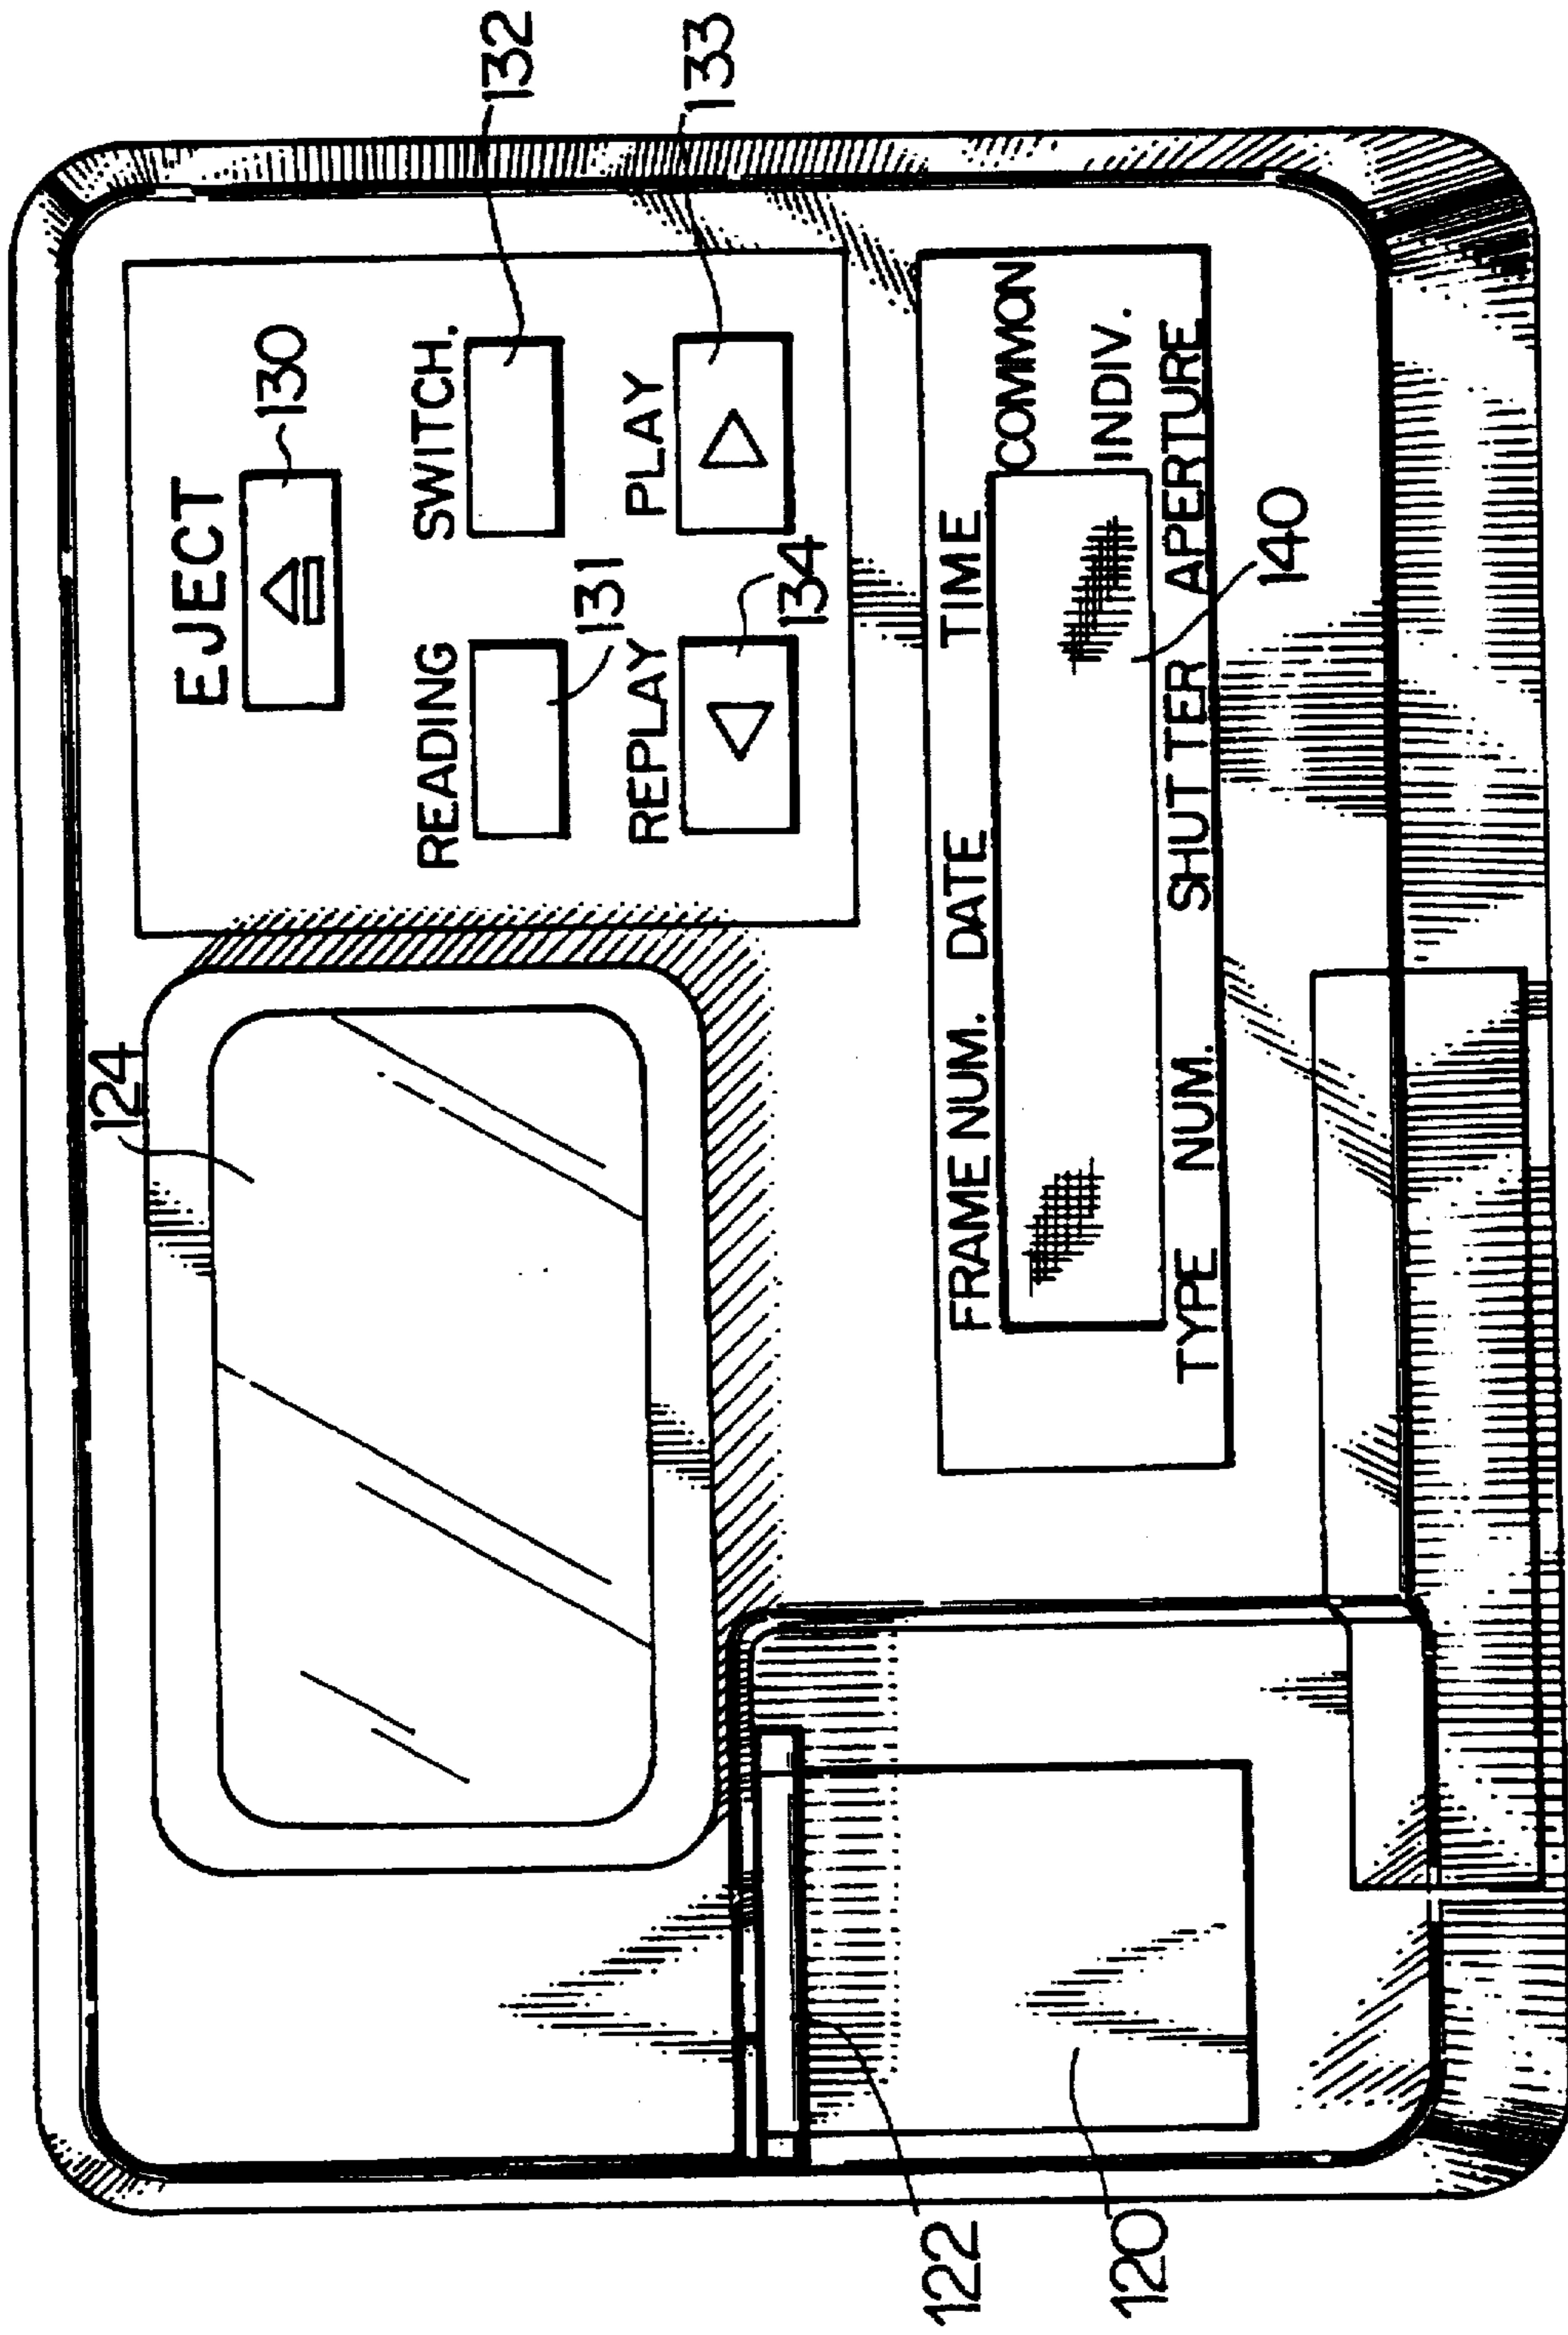 124
EJECT
130
READING
SWITCH.
132
131
REPLAY
PLAY
133
134
FRAME NUM. DATE TIME
COMMON
INDIV.
TYPE NUM. SHUTTER APERTURE
140
122
120